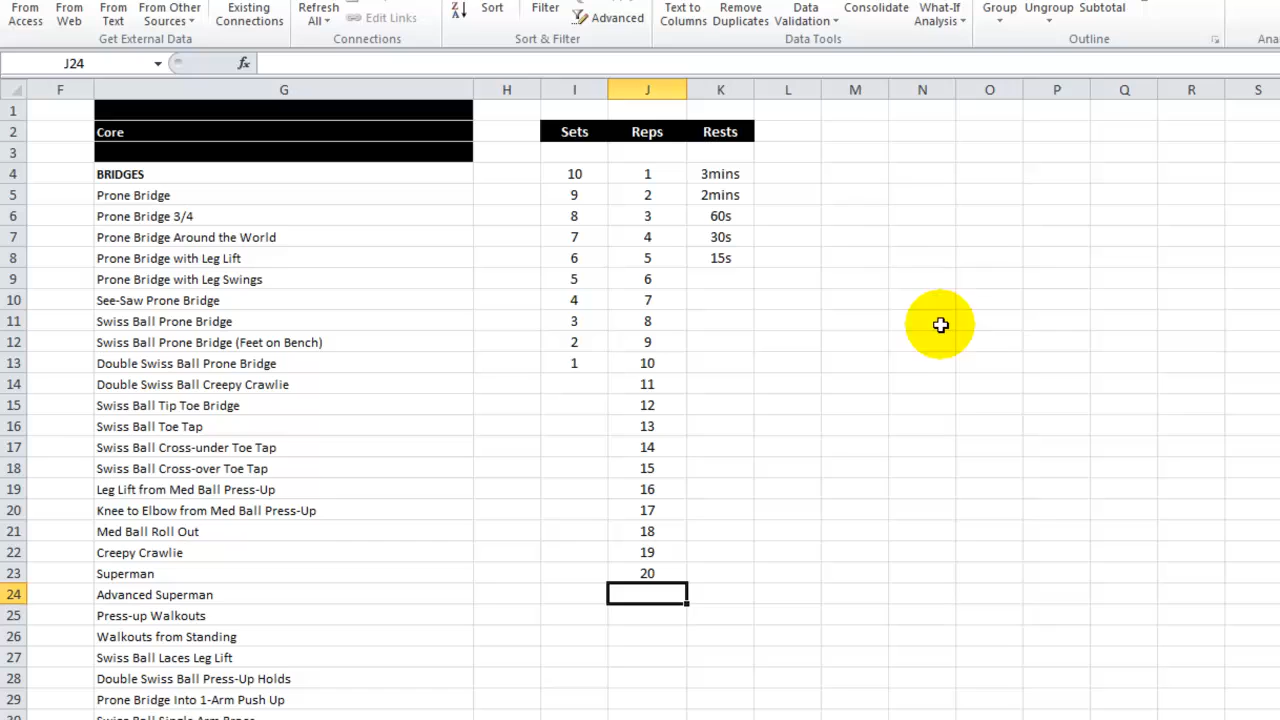 From From From From Other Existing Refresh Sort Filter Text to Remove Data Consolidate What-If Group Ungroup Subtotal
Access Web Text Sources Connections All Edit Links Advanced Columns Duplicates Validation Analysis
Get External Data Connections Sort & Filter Data Tools Outline
J24 fx
F G H I J K L M N O P Q R S
1
2 Core Sets Reps Rests
3
4 BRIDGES 10 1 3mins
5 Prone Bridge 9 2 2mins
6 Prone Bridge 3/4 8 3 60s
7 Prone Bridge Around the World 7 4 30s
8 Prone Bridge with Leg Lift 6 5 15s
9 Prone Bridge with Leg Swings 5 6
10 See-Saw Prone Bridge 4 7
11 Swiss Ball Prone Bridge 3 8
12 Swiss Ball Prone Bridge (Feet on Bench) 2 9
13 Double Swiss Ball Prone Bridge 1 10
14 Double Swiss Ball Creepy Crawlie 11
15 Swiss Ball Tip Toe Bridge 12
16 Swiss Ball Toe Tap 13
17 Swiss Ball Cross-under Toe Tap 14
18 Swiss Ball Cross-over Toe Tap 15
19 Leg Lift from Med Ball Press-Up 16
20 Knee to Elbow from Med Ball Press-Up 17
21 Med Ball Roll Out 18
22 Creepy Crawlie 19
23 Superman 20
24 Advanced Superman
25 Press-up Walkouts
26 Walkouts from Standing
27 Swiss Ball Laces Leg Lift
28 Double Swiss Ball Press-Up Holds
29 Prone Bridge Into 1-Arm Push Up